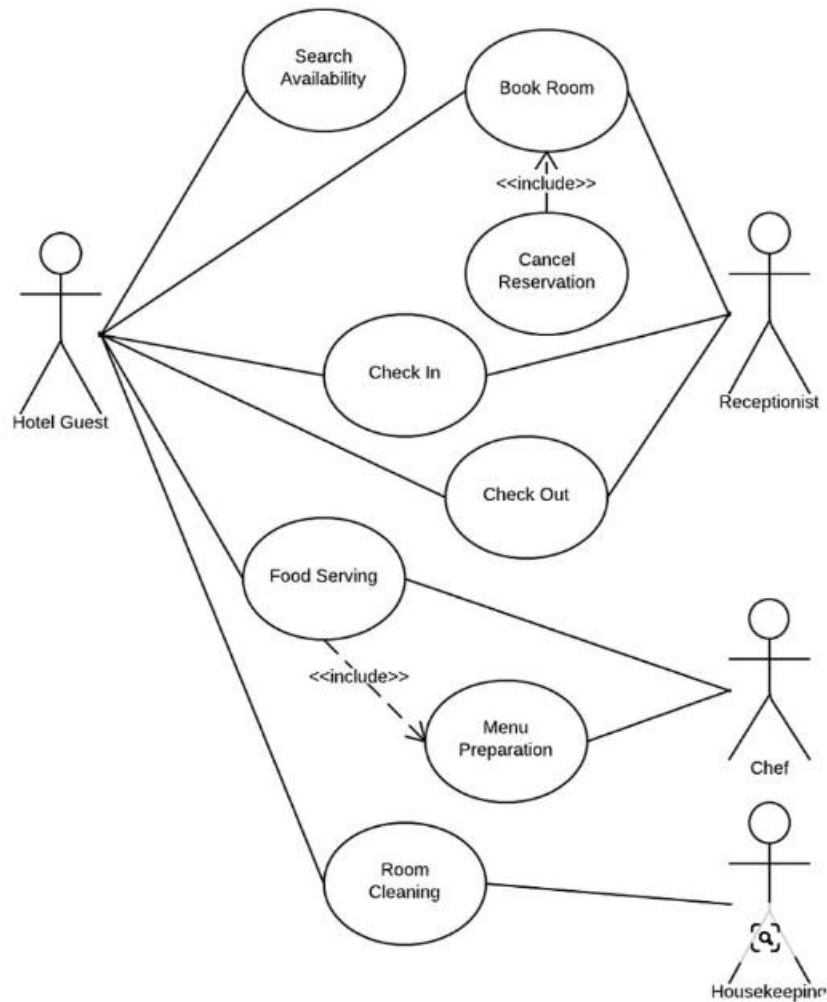 Search
Availability
Book Room
<<include>>
Cancel
Reservation
Check In
Hotel Guest
Receptionist
Check Out
Food Serving
<<include>>
Menu
Preparation
Chef
Room
Cleaning
Housekeeping